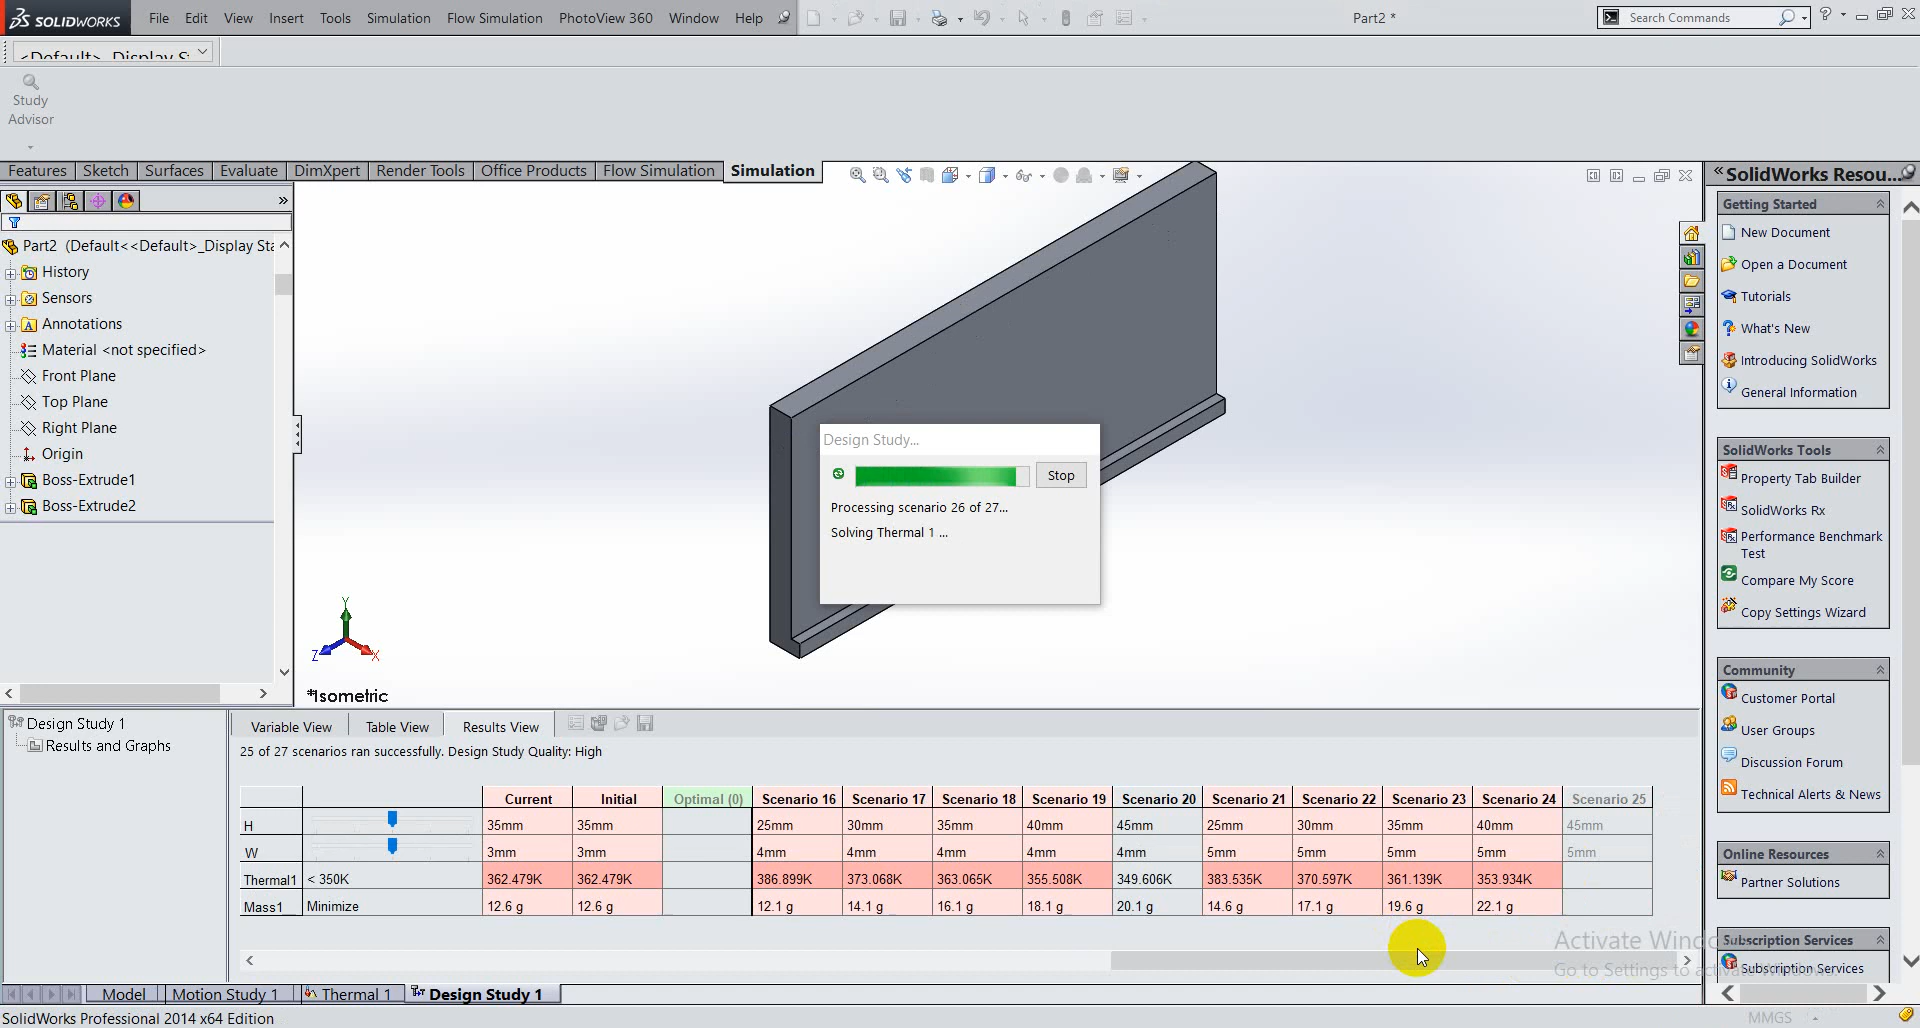 SOLIDWORKS File Edit View Insert Tools Simulation Flow Simulation PhotoView 360 Window Help Part2 * Search Commands
Study
Advisor
Features Sketch Surfaces Evaluate DimXpert Render Tools Office Products Flow Simulation Simulation
Part2 (Default<<Default>_Display Sta
History
Sensors
Annotations
Material <not specified>
Front Plane
Top Plane
Right Plane
Origin
Boss-Extrude1
Boss-Extrude2
Design Study...
Stop
Processing scenario 26 of 27...
Solving Thermal 1 ...
Y
Z X
*Isometric
«SolidWorks Resou...
Getting Started
New Document
Open a Document
Tutorials
What's New
Introducing SolidWorks
General Information
SolidWorks Tools
Property Tab Builder
SolidWorks Rx
Performance Benchmark
Test
Compare My Score
Copy Settings Wizard
Community
Customer Portal
User Groups
Discussion Forum
Technical Alerts & News
Online Resources
Partner Solutions
Subscription Services
Subscription Services
Design Study 1
Results and Graphs
Variable View Table View Results View
25 of 27 scenarios ran successfully. Design Study Quality: High
Current Initial Optimal (0) Scenario 16 Scenario 17 Scenario 18 Scenario 19 Scenario 20 Scenario 21 Scenario 22 Scenario 23 Scenario 24 Scenario 25
H 35mm 35mm 25mm 30mm 35mm 40mm 45mm 25mm 30mm 35mm 40mm 45mm
W 3mm 3mm 4mm 4mm 4mm 4mm 4mm 5mm 5mm 5mm 5mm 5mm
Thermal1 < 350K 362.479K 362.479K 386.899K 373.068K 363.065K 355.508K 349.606K 383.535K 370.597K 361.139K 353.934K
Mass1 Minimize 12.6 g 12.6 g 12.1 g 14.1 g 16.1 g 18.1 g 20.1 g 14.6 g 17.1 g 19.6 g 22.1 g
Activate Windo
Go to Settings to activate Windows.
Model Motion Study 1 Thermal 1 Design Study 1
SolidWorks Professional 2014 x64 Edition MMGS